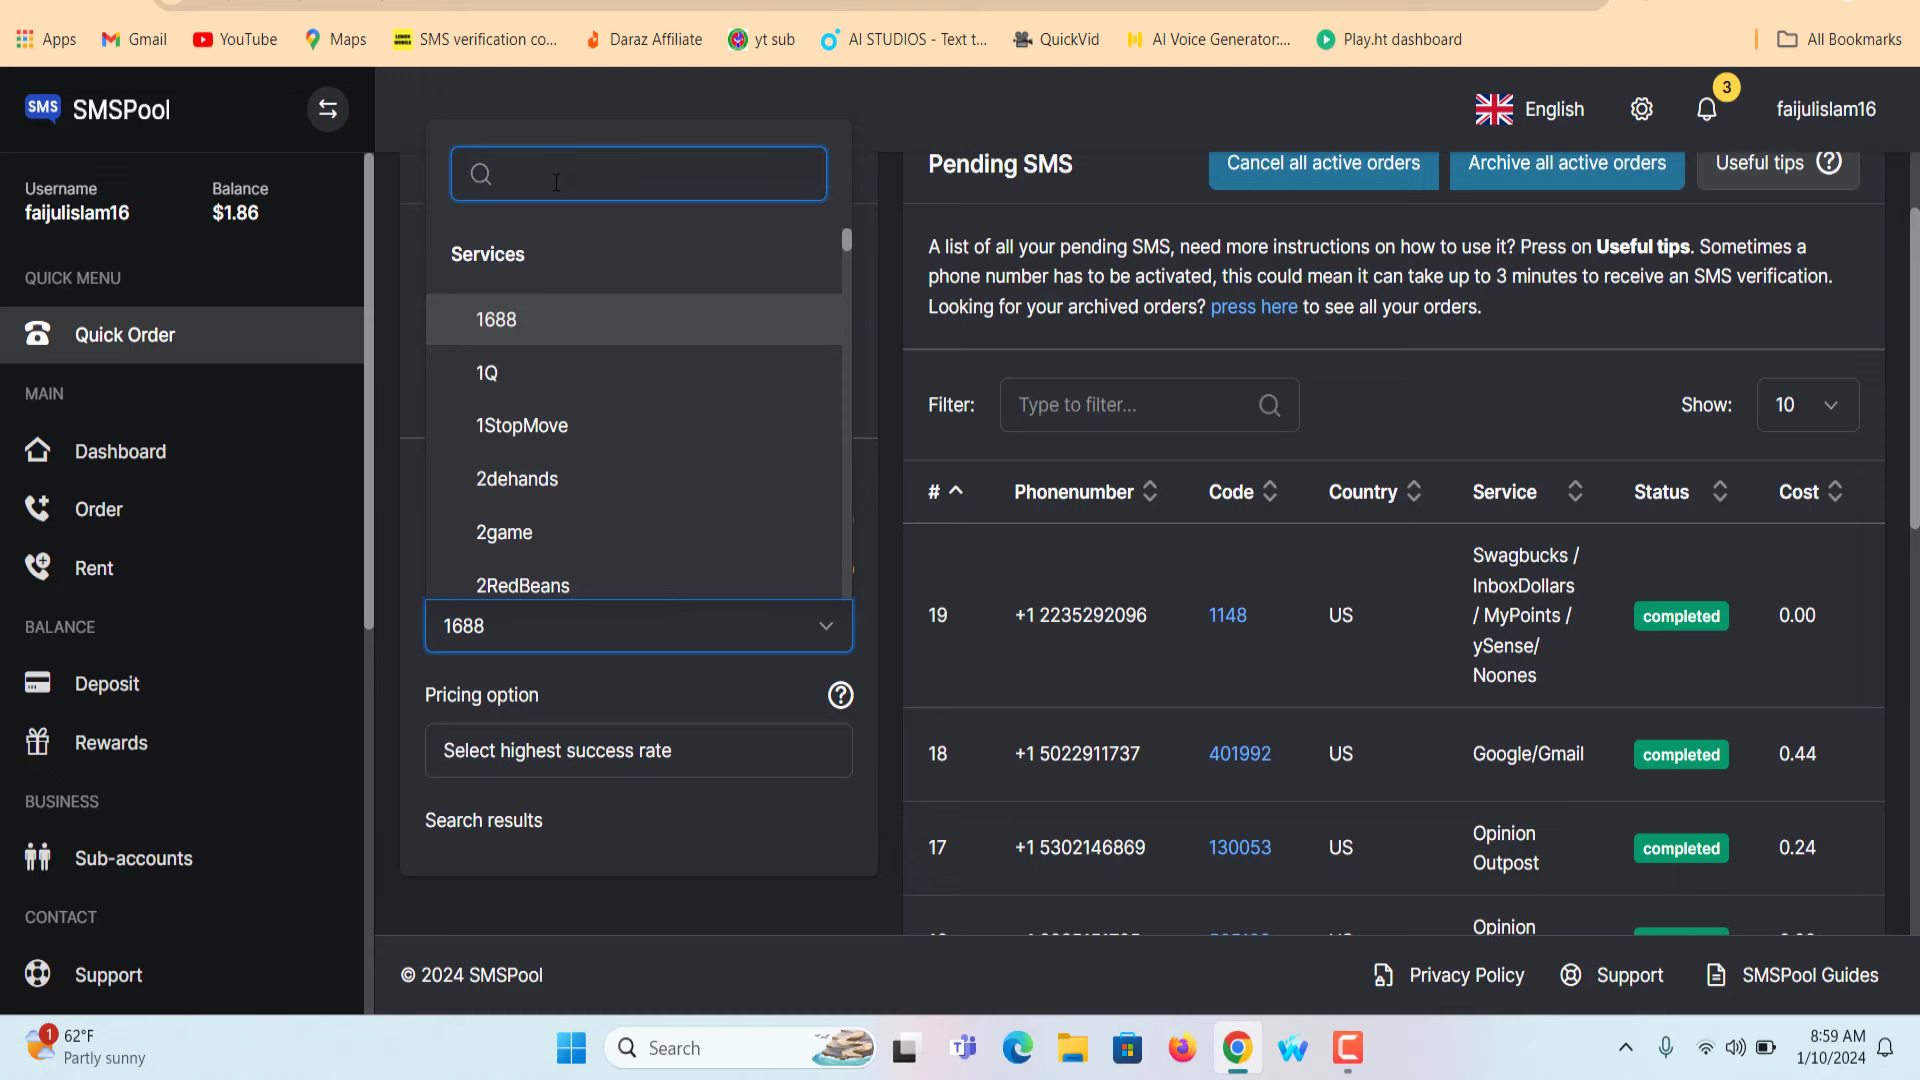 Apps
Gmail
YouTube
Maps
SMS verification co...
Daraz Affiliate
yt sub
AI STUDIOS - Text t...
QuickVid
AI Voice Generator:...
Play.ht dashboard
All Bookmarks
SMS SMSPool
English
3
faijulislam16
Username
Balance
faijulislam16
$1.86
QUICK MENU
Quick Order
MAIN
Dashboard
Order
Rent
BALANCE
Deposit
Rewards
BUSINESS
Sub-accounts
CONTACT
Support
Services
1688
1Q
1StopMove
2dehands
2game
2RedBeans
1688
Pricing option
Select highest success rate
Search results
Pending SMS
Cancel all active orders
Archive all active orders
Useful tips
A list of all your pending SMS, need more instructions on how to use it? Press on Useful tips. Sometimes a
phone number has to be activated, this could mean it can take up to 3 minutes to receive an SMS verification.
Looking for your archived orders? press here to see all your orders.
Filter:
Type to filter...
Show:
10
# Phonenumber Code Country Service Status Cost
19 +1 2235292096 1148 US
Swagbucks /
InboxDollars
/ MyPoints /
ySense/
Noones
completed 0.00
18 +1 5022911737 401992 US Google/Gmail completed 0.44
17 +1 5302146869 130053 US
Opinion
Outpost
completed 0.24
Opinion
© 2024 SMSPool
Privacy Policy
Support
SMSPool Guides
1
62°F
Partly sunny
Search
8:59 AM
1/10/2024